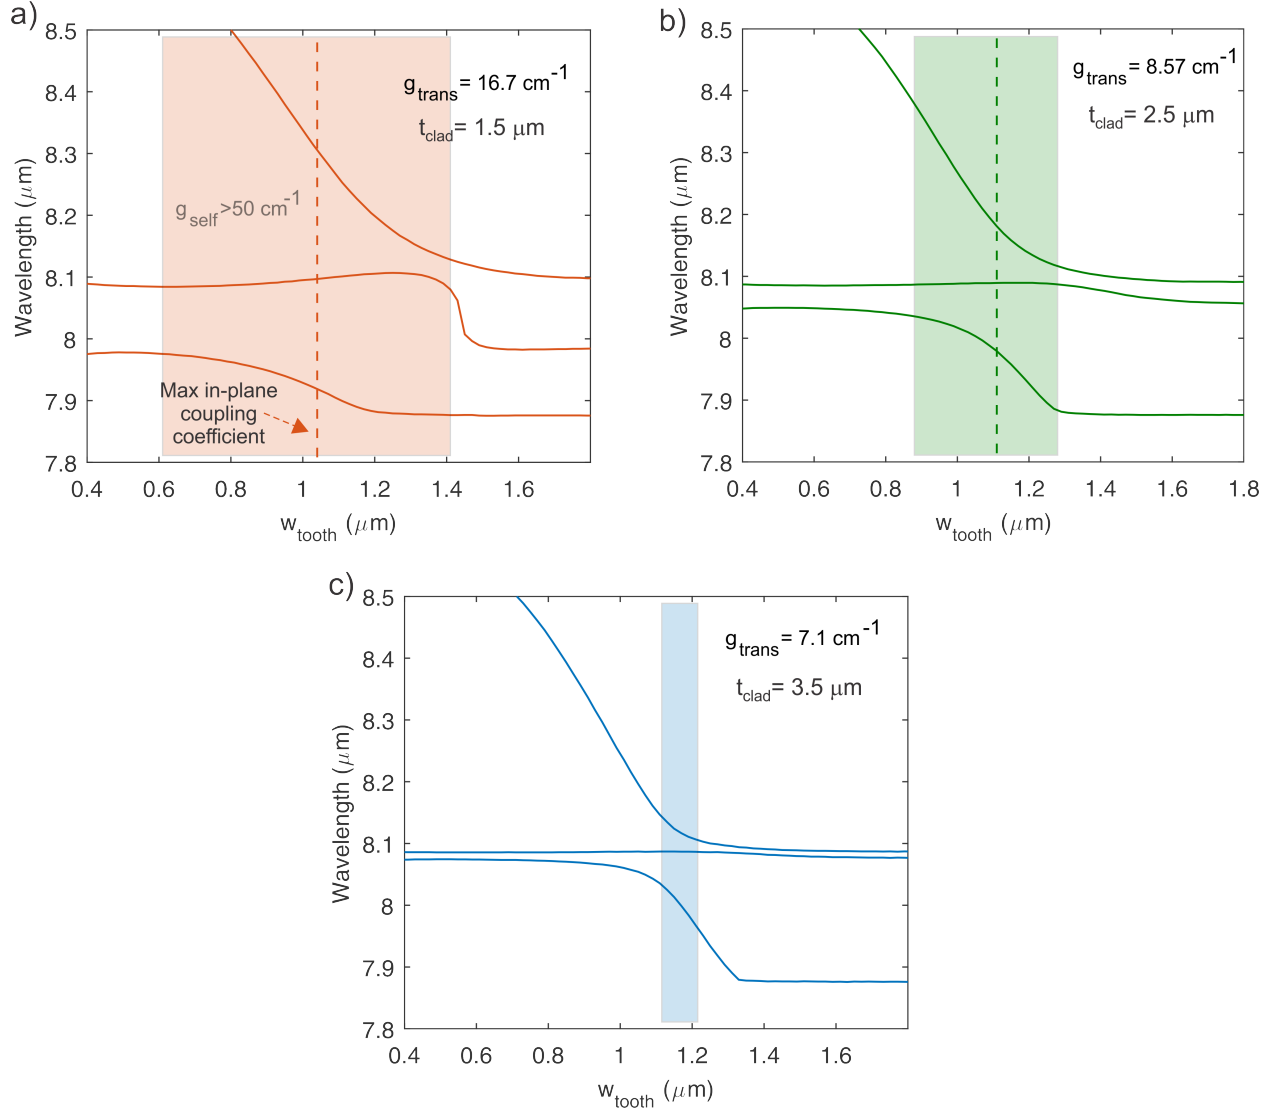 a)
8.5
8.4
8.3
8.2
8.1
8
7.9
7.8
Wavelength (μm)
g_trans = 16.7 cm^-1
t_clad = 1.5 μm
g_self >50 cm^-1
Max in-plane
coupling
coefficient
0.4 0.6 0.8 1 1.2 1.4 1.6
w_tooth (μm)
b)
8.5
8.4
8.3
8.2
8.1
8
7.9
7.8
Wavelength (μm)
g_trans = 8.57 cm^-1
t_clad = 2.5 μm
0.4 0.6 0.8 1 1.2 1.4 1.6 1.8
w_tooth (μm)
c)
8.5
8.4
8.3
8.2
8.1
8
7.9
7.8
Wavelength (μm)
g_trans = 7.1 cm^-1
t_clad = 3.5 μm
0.4 0.6 0.8 1 1.2 1.4 1.6
w_tooth (μm)